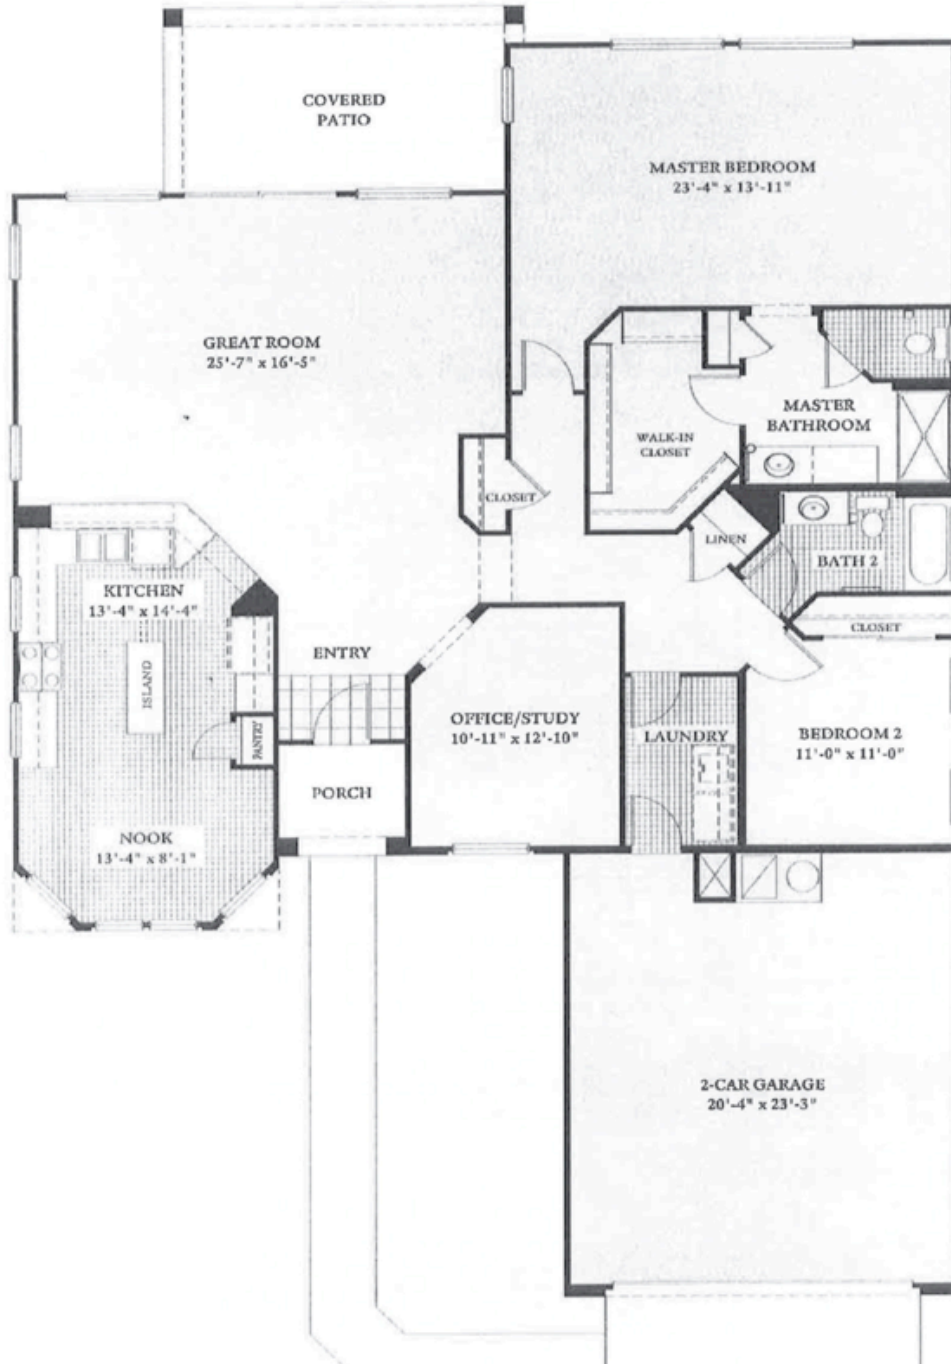 COVERED
PATIO
MASTER BEDROOM
23'-4" x 13'-11"
GREAT ROOM
25'-7" x 16'-5"
MASTER
BATHROOM
WALK-IN
CLOSET
CLOSET
LINEN
BATH 2
KITCHEN
13'-4" x 14'-4"
CLOSET
ENTRY
ISLAND
OFFICE/STUDY
10'-11" x 12'-10"
LAUNDRY
BEDROOM 2
11'-0" x 11'-0"
PANTRY
PORCH
NOOK
13'-4" x 8'-1"
2-CAR GARAGE
20'-4" x 23'-3"